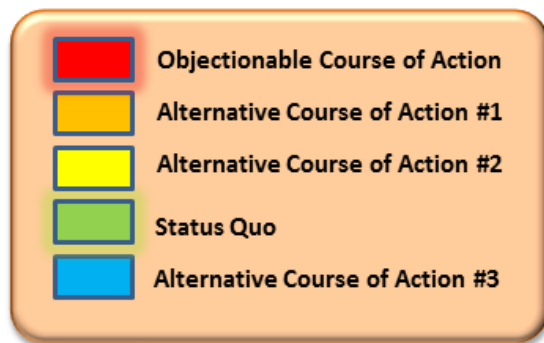 Objectionable Course of Action
Alternative Course of Action #1
Alternative Course of Action #2
Status Quo
Alternative Course of Action #3